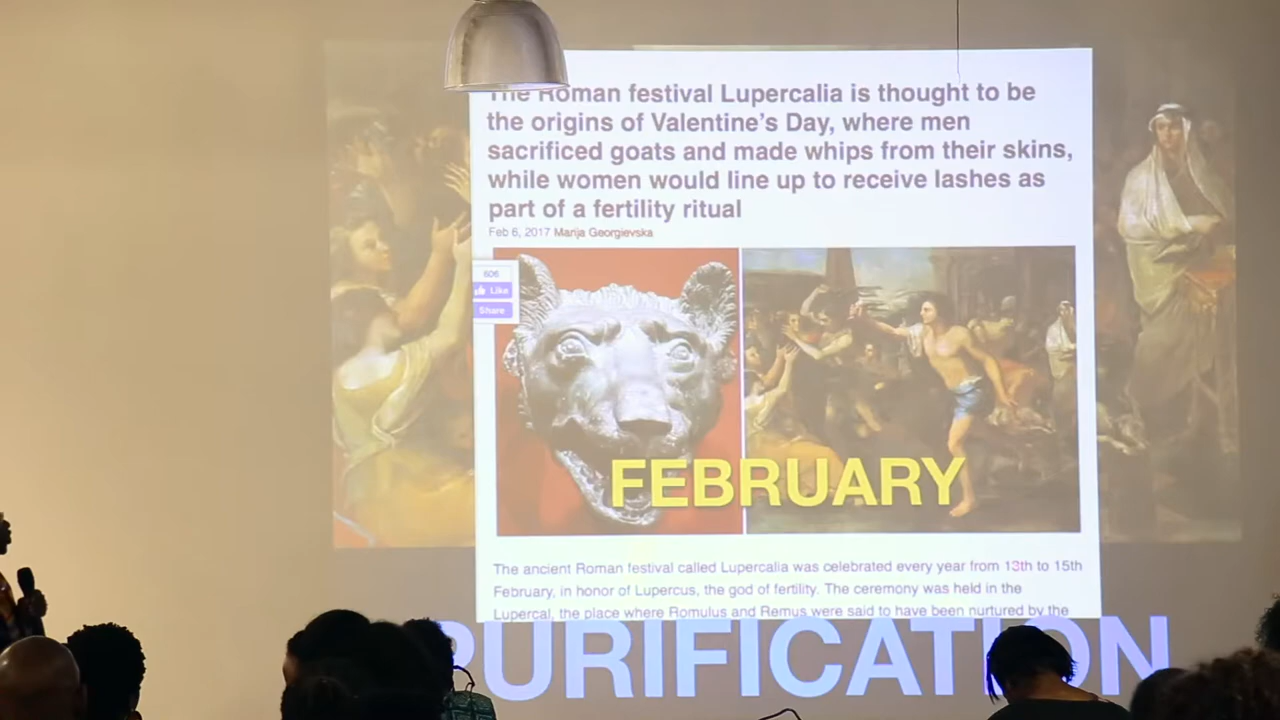 The Roman festival Lupercalia is thought to be
the origins of Valentine's Day, where men
sacrificed goats and made whips from their skins,
while women would line up to receive lashes as
part of a fertility ritual
Feb 6, 2017 Marija Georgievska
606
Like
Share
FEBRUARY
The ancient Roman festival called Lupercalia was celebrated every year from 13th to 15th
February, in honor of Lupercus, the god of fertility. The ceremony was held in the
Lupercal, the place where Romulus and Remus were said to have been nurtured by the
PURIFICATION